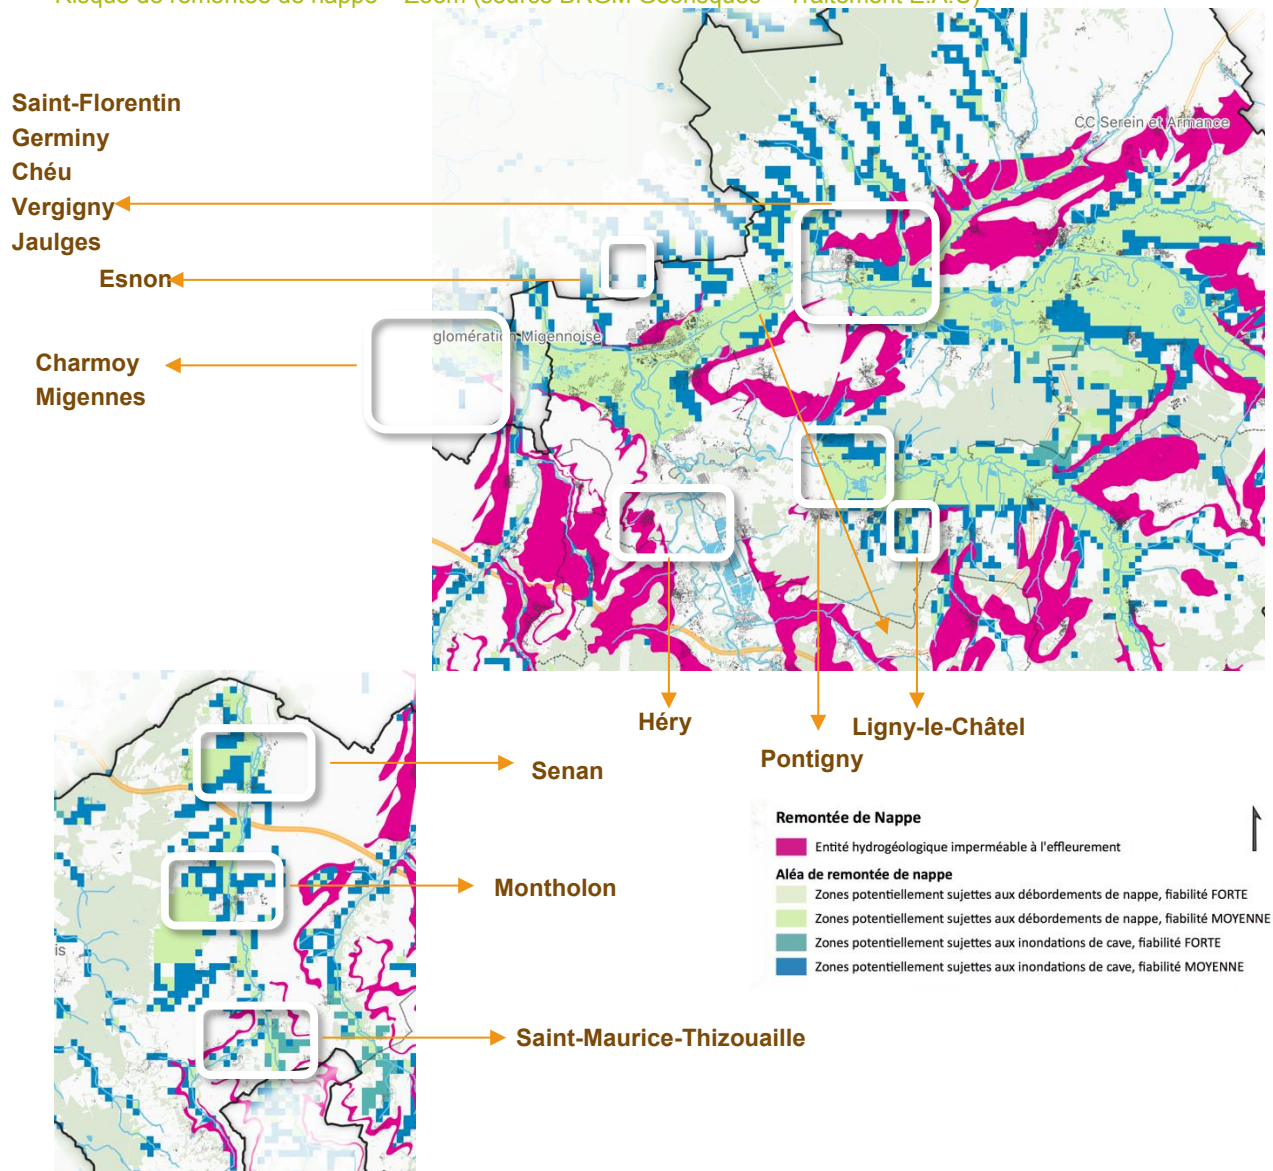 Saint-Florentin
Germiny
Chéu
Vergigny
Jaulges
Esnon
Charmoy
Migennes
CC Serein et Armance
glomération Migennoise
Héry
Ligny-le-Châtel
Pontigny
Senan
Montholon
is
Saint-Maurice-Thizouaille
Remontée de Nappe
Entité hydrogéologique imperméable à l'effleurement
Aléa de remontée de nappe
Zones potentiellement sujettes aux débordements de nappe, fiabilité FORTE
Zones potentiellement sujettes aux débordements de nappe, fiabilité MOYENNE
Zones potentiellement sujettes aux inondations de cave, fiabilité FORTE
Zones potentiellement sujettes aux inondations de cave, fiabilité MOYENNE